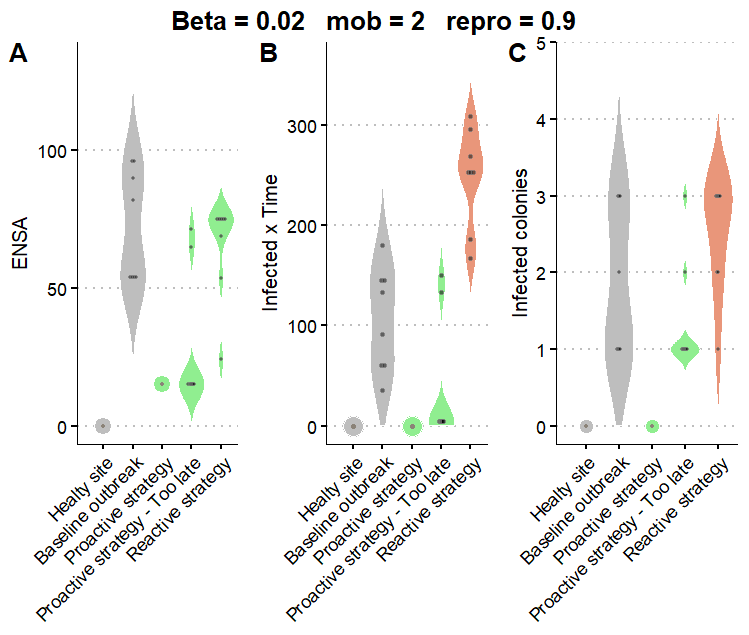 Beta = 0.02 mob = 2 repro = 0.9
A
ENSA
100
50
0
Healty site
Baseline outbreak
Proactive strategy
Proactive strategy - Too late
Reactive strategy
B
Infected x Time
300
200
100
0
Healty site
Baseline outbreak
Proactive strategy
Proactive strategy - Too late
Reactive strategy
C
Infected colonies
5
4
3
2
1
0
Healty site
Baseline outbreak
Proactive strategy
Proactive strategy - Too late
Reactive strategy